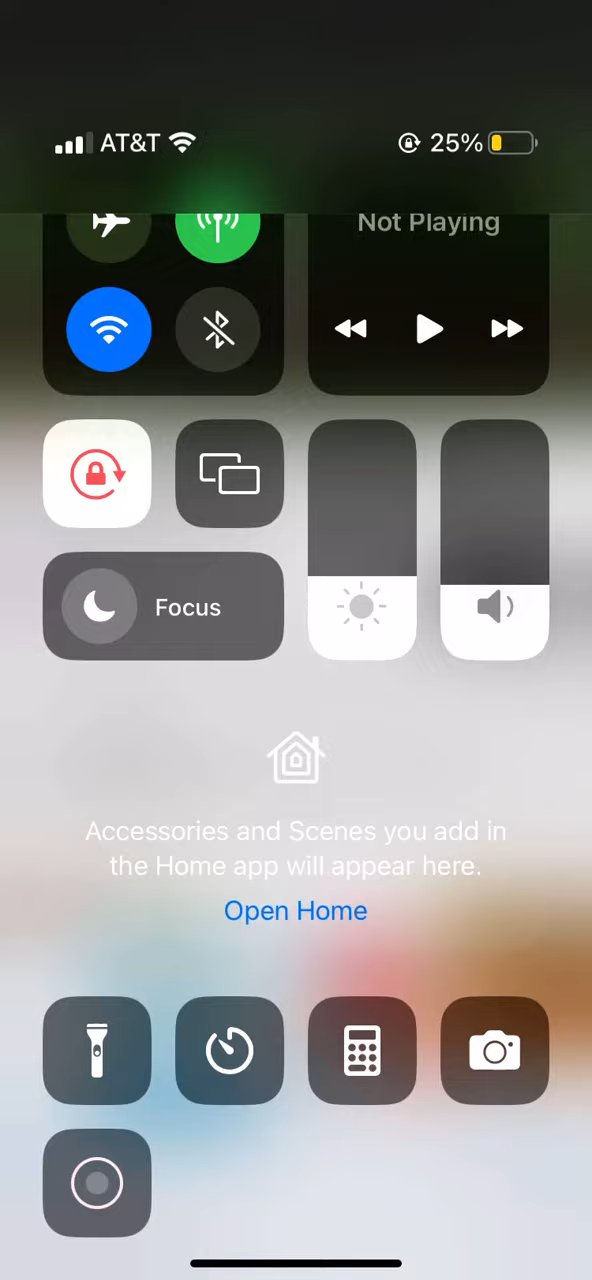 AT&T 25%
Not Playing
Focus
Accessories and Scenes you add in
the Home app will appear here.
Open Home